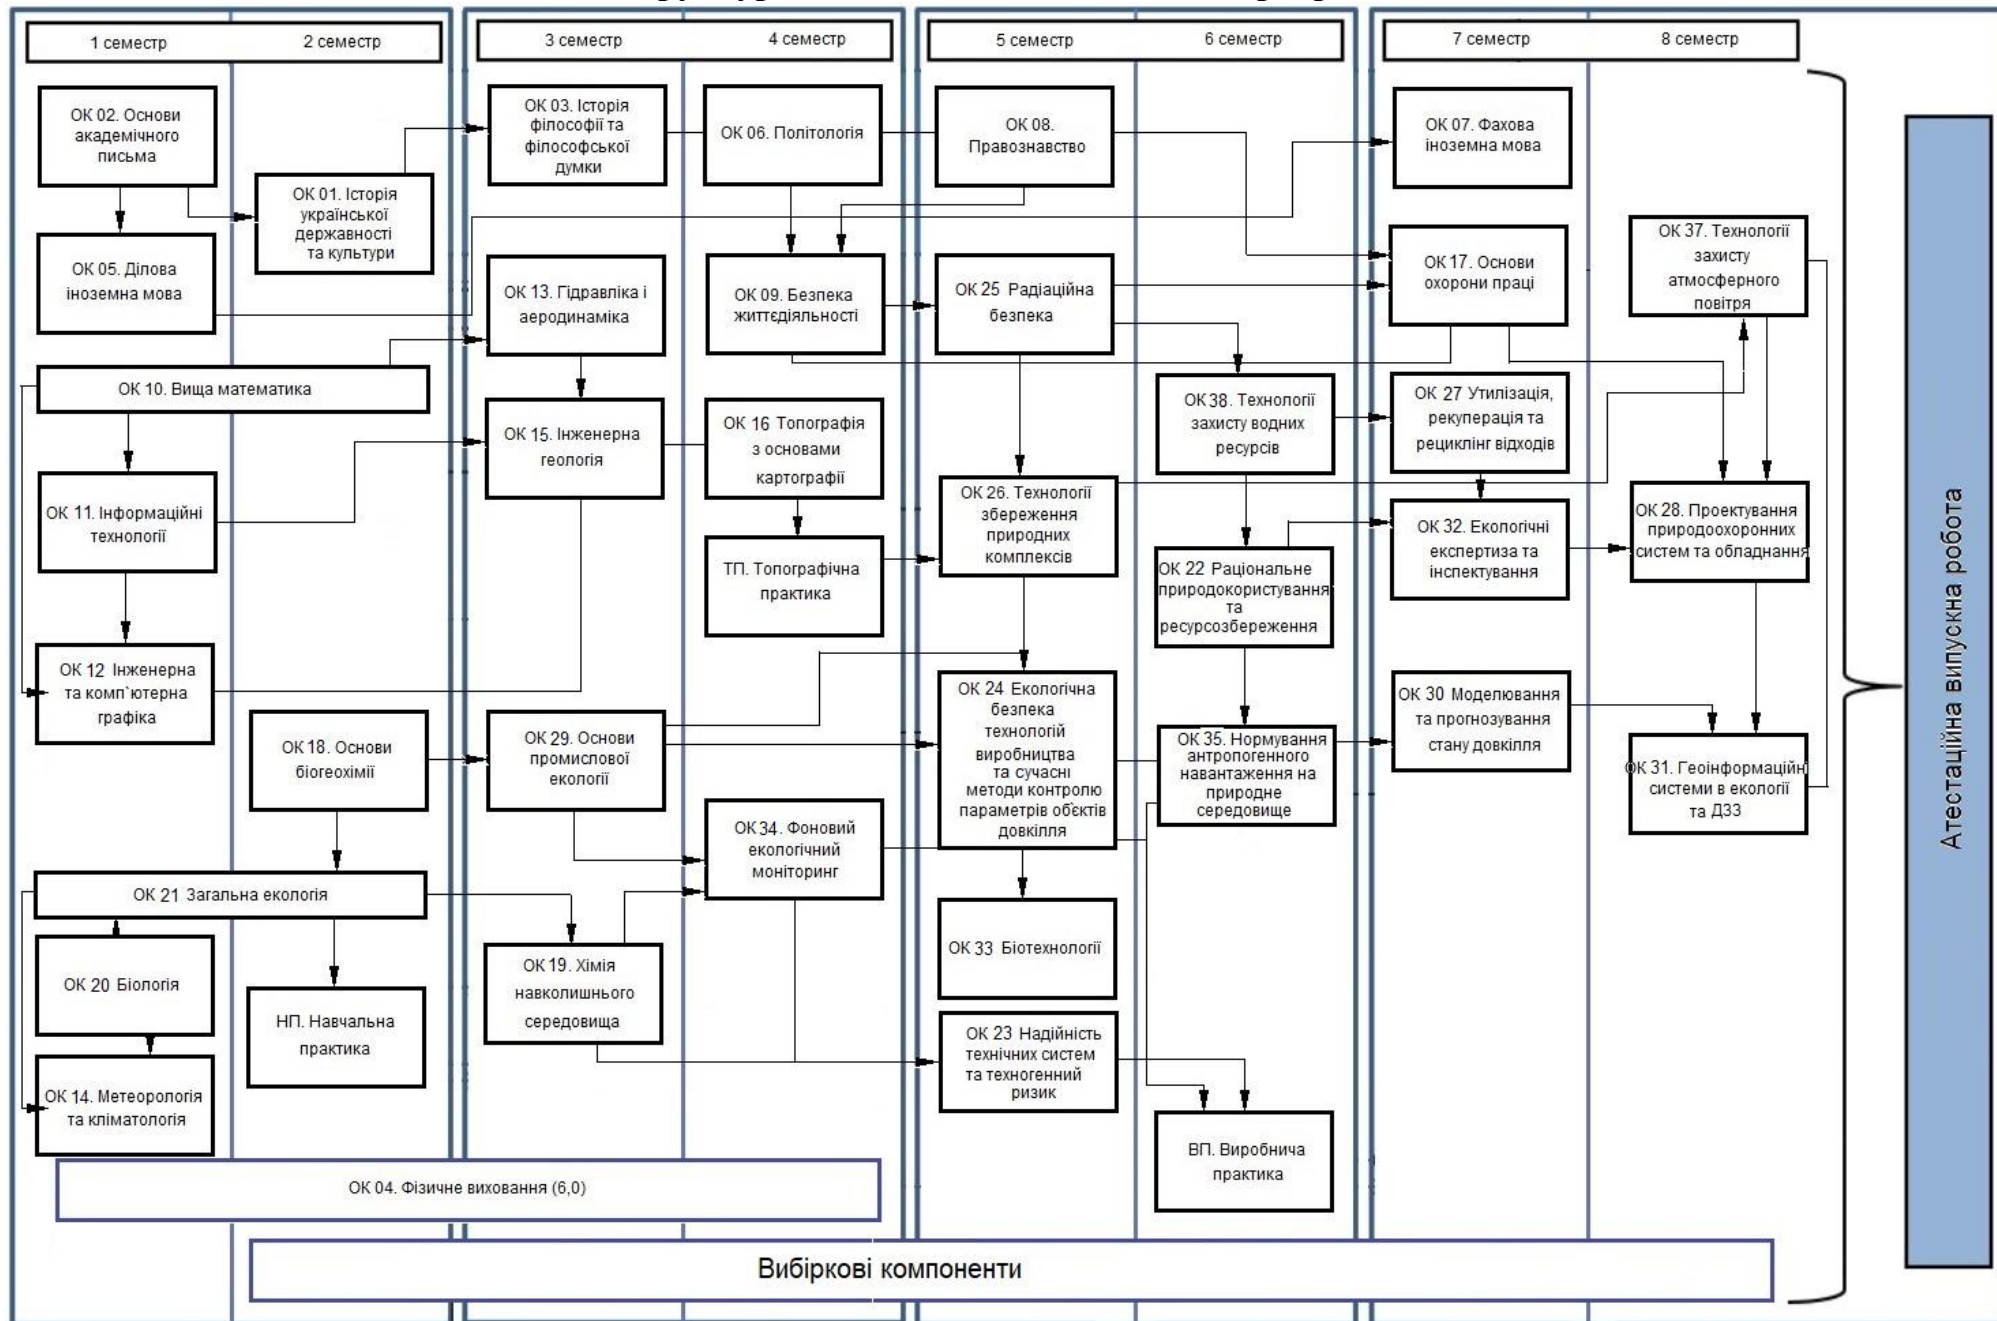 1 семестр
2 семестр
3 семестр
4 семестр
5 семестр
6 семестр
7 семестр
8 семестр
ОК 02. Основи
академічного
письма
ОК 01. Історія
української
державності
та культури
ОК 05. Ділова
іноземна мова
ОК 10. Вища математика
ОК 11. Інформаційні
технології
ОК 12 Інженерна
та комп`ютерна
графіка
ОК 18. Основи
біогеохімії
ОК 21 Загальна екологія
ОК 20 Біологія
НП. Навчальна
практика
ОК 14. Метеорологія
та кліматологія
ОК 03. Історія
філософії та
філософської
думки
ОК 06. Політологія
ОК 13. Гідравліка і
аеродинаміка
ОК 09. Безпека
життєдіяльності
ОК 15. Інженерна
геологія
ОК 16 Топографія
з основами
картографії
ТП. Топографічна
практика
ОК 29. Основи
промислової
екології
ОК 34. Фоновий
екологічний
моніторинг
ОК 19. Хімія
навколишнього
середовища
ОК 08.
Правознавство
ОК 25 Радіаційна
безпека
ОК 38. Технології
захисту водних
ресурсів
ОК 26. Технології
збереження
природних
комплексів
ОК 22 Раціональне
природокористування
та
ресурсозбереження
ОК 24 Екологічна
безпека
технологій
виробництва
та сучасні
методи контролю
параметрів об'єктів
довкілля
ОК 35. Нормування
антропогенного
навантаження на
природне
середовище
ОК 33 Біотехнології
ОК 23 Надійність
технічних систем
та техногенний
ризик
ВП. Виробнича
практика
ОК 07. Фахова
іноземна мова
ОК 17. Основи
охорони праці
ОК 37. Технології
захисту
атмосферного
повітря
ОК 27 Утилізація,
рекуперація та
рециклінг відходів
ОК 32. Екологічні
експертиза та
інспектування
ОК 28. Проектування
природоохоронних
систем та обладнання
ОК 30 Моделювання
та прогнозування
стану довкілля
ОК 31. Геоінформаційні
системи в екології
та ДЗЗ
Атестаційна випускна робота
ОК 04. Фізичне виховання (6,0)
Вибіркові компоненти